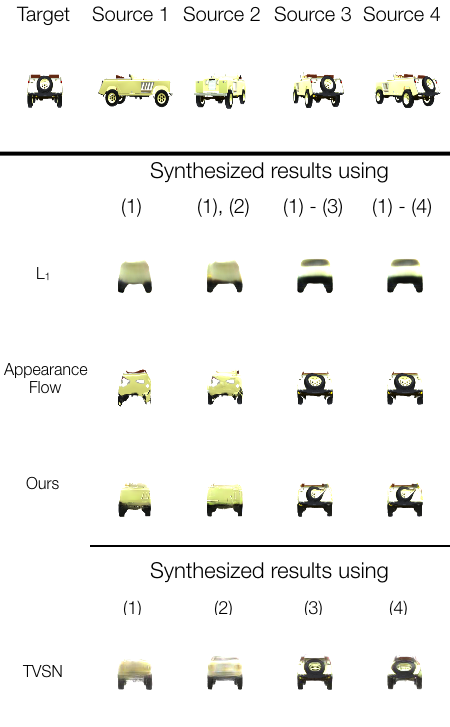 Target Source 1 Source 2 Source 3 Source 4
Synthesized results using
(1) (1), (2) (1) - (3) (1) - (4)
L1
Appearance
Flow
Ours
Synthesized results using
(1) (2) (3) (4)
TVSN